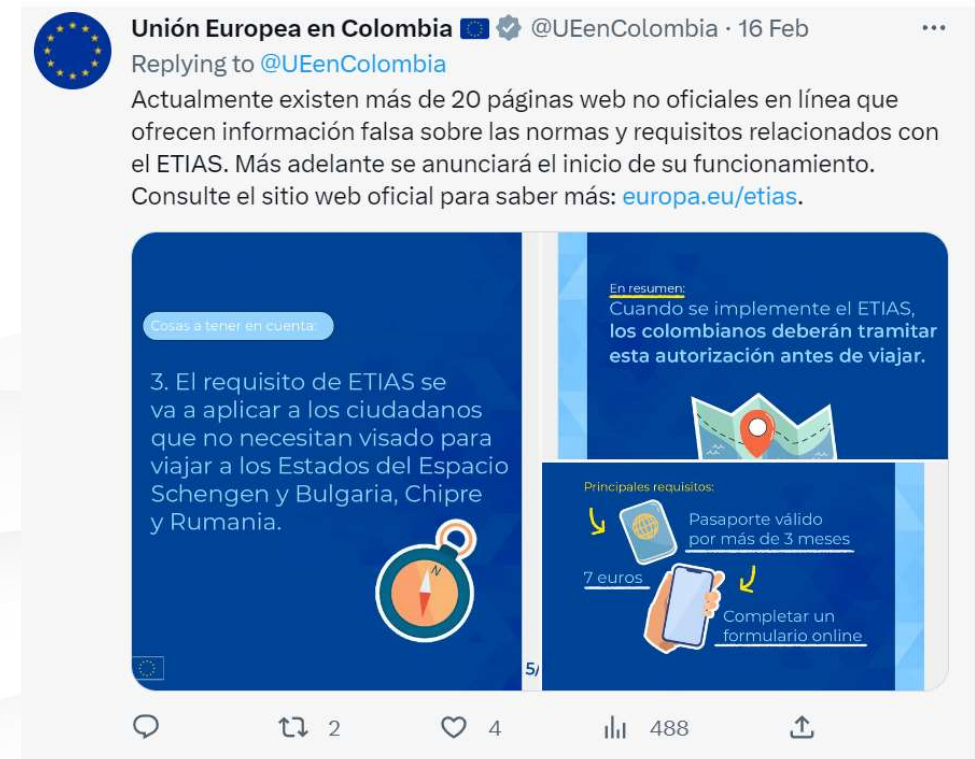 Unión Europea en Colombia @UEenColombia · 16 Feb
Replying to @UEenColombia
Actualmente existen más de 20 páginas web no oficiales en línea que
ofrecen información falsa sobre las normas y requisitos relacionados con
el ETIAS. Más adelante se anunciará el inicio de su funcionamiento.
Consulte el sitio web oficial para saber más: europa.eu/etias.
Cosas a tener en cuenta:
3. El requisito de ETIAS se
va a aplicar a los ciudadanos
que no necesitan visado para
viajar a los Estados del Espacio
Schengen y Bulgaria, Chipre
y Rumania.
N
5/
En resumen:
Cuando se implemente el ETIAS,
los colombianos deberán tramitar
esta autorización antes de viajar.
Principales requisitos:
Pasaporte válido
por más de 3 meses
7 euros
Completar un
formulario online
2 4 488